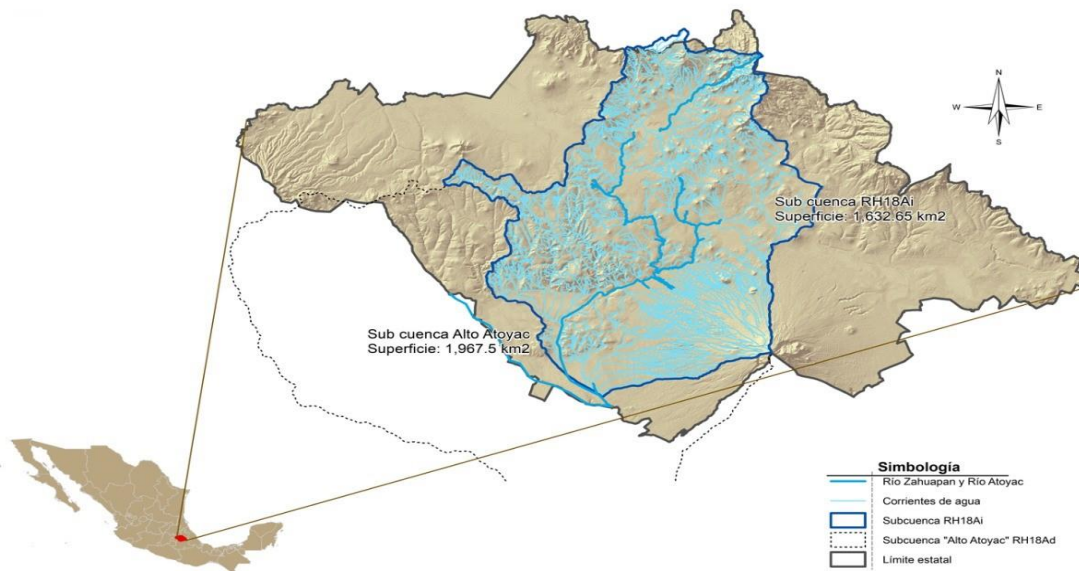 N
W E
S
Sub cuenca RH18Ai
Superficie: 1,632.65 km2
Sub cuenca Alto Atoyac
Superficie: 1,967.5 km2
Simbología
Río Zahuapan y Río Atoyac
Corrientes de agua
Subcuenca RH18Ai
Subcuenca "Alto Atoyac" RH18Ad
Límite estatal